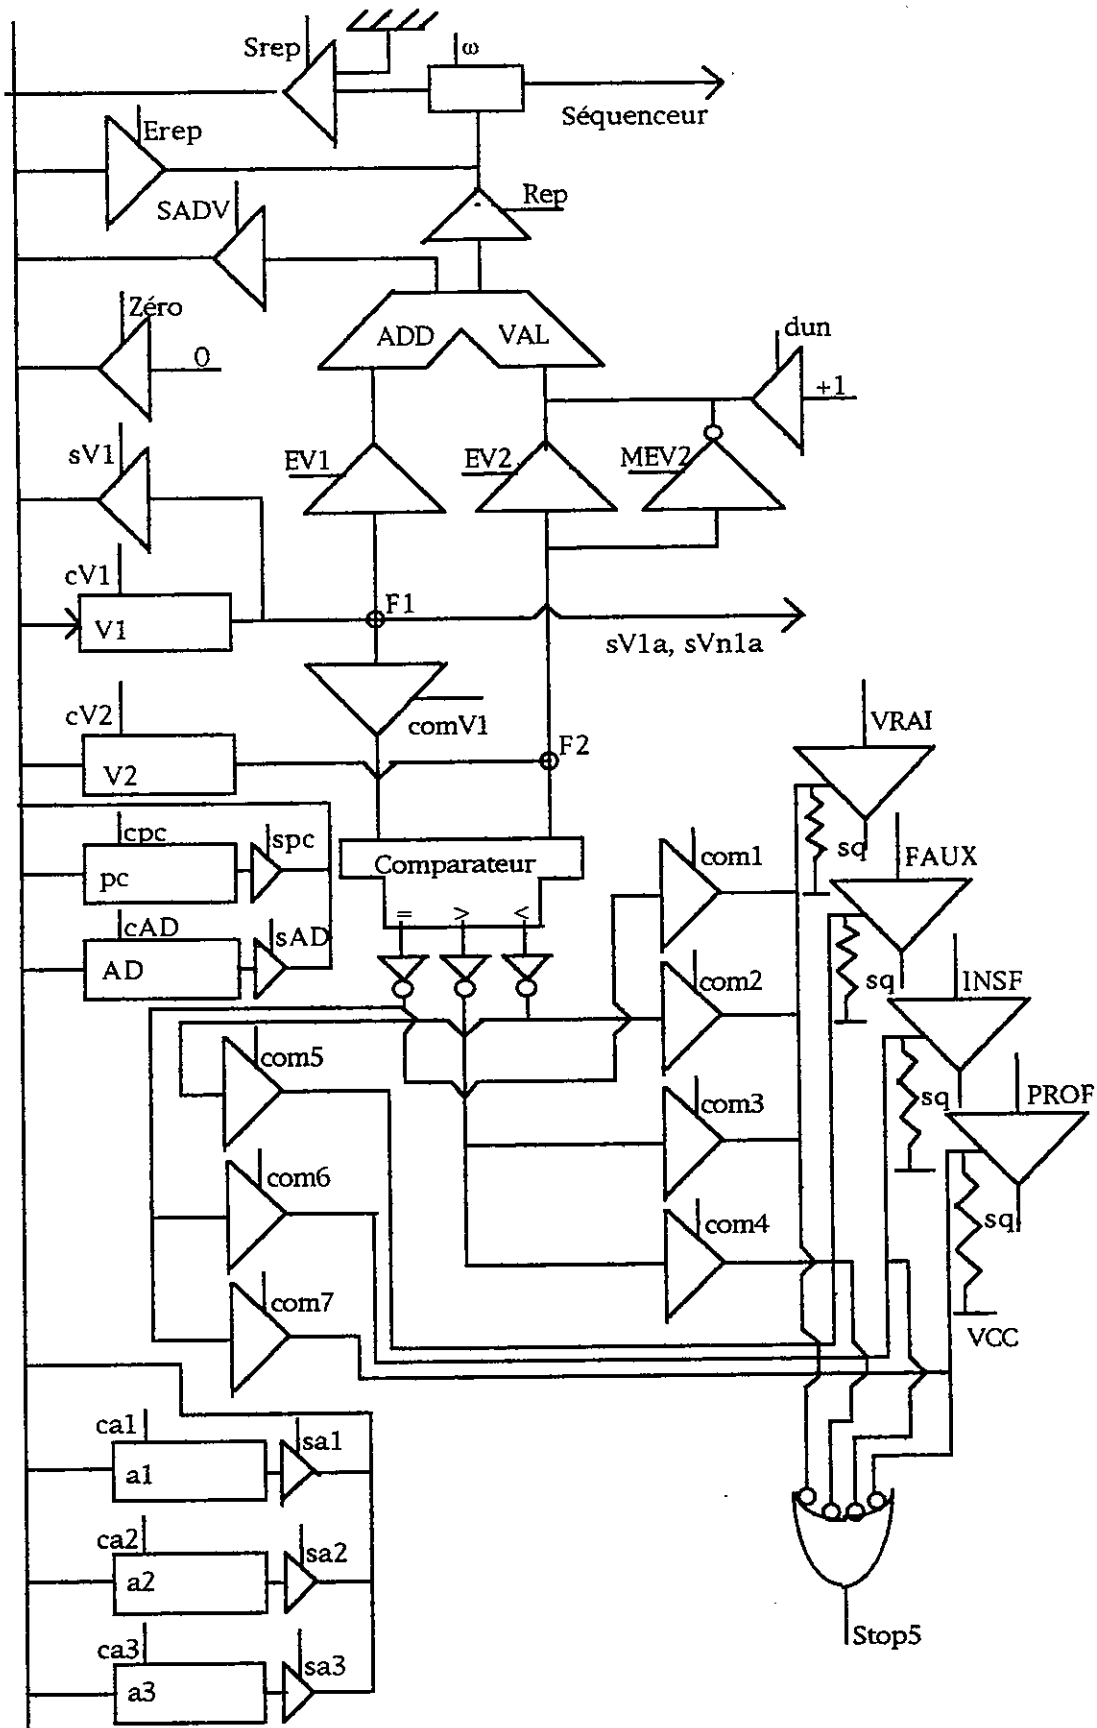 Srep
ω
Séquenceur
Erep
Rep
SADV
Zéro
0
ADD
VAL
dun
+1
sV1
EV1
EV2
MEV2
cV1
V1
F1
sV1a, sVn1a
comV1
cV2
V2
F2
VRAI
sq
cpc
pc
spc
Comparateur
= > <
com1
FAUX
sq
cAD
AD
sAD
com2
INSF
sq
com5
com3
PROF
sq
com6
com4
com7
VCC
ca1
a1
sa1
ca2
a2
sa2
ca3
a3
sa3
Stop5